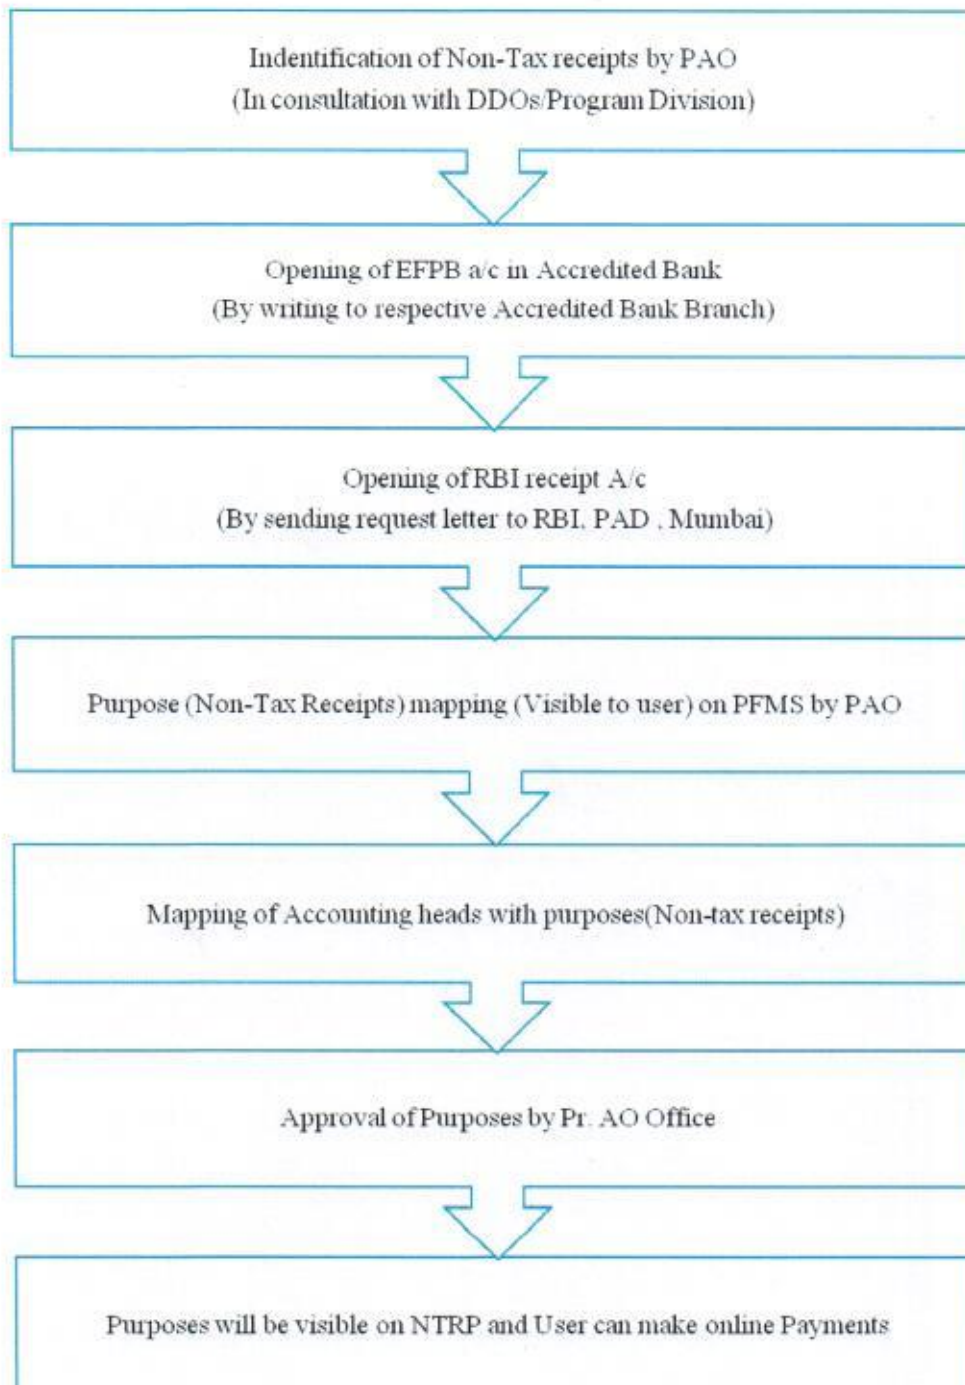 Indentification of Non-Tax receipts by PAO
(In consultation with DDOs/Program Division)
Opening of EFPB a/c in Accredited Bank
(By writing to respective Accredited Bank Branch)
Opening of RBI receipt A/c
(By sending request letter to RBI, PAD , Mumbai)
Purpose (Non-Tax Receipts) mapping (Visible to user) on PFMS by PAO
Mapping of Accounting heads with purposes(Non-tax receipts)
Approval of Purposes by Pr. AO Office
Purposes will be visible on NTRP and User can make online Payments